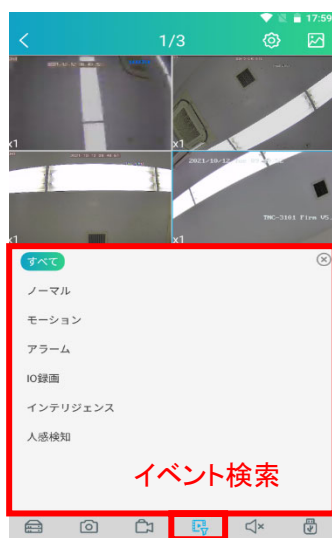 17:59
1/3
x1
x1
2021/10/12
TNC-3101 Firm V5.
x1
x1
すべて
ノーマル
モーション
アラーム
IO録画
インテリジェンス
人感検知
イベント検索